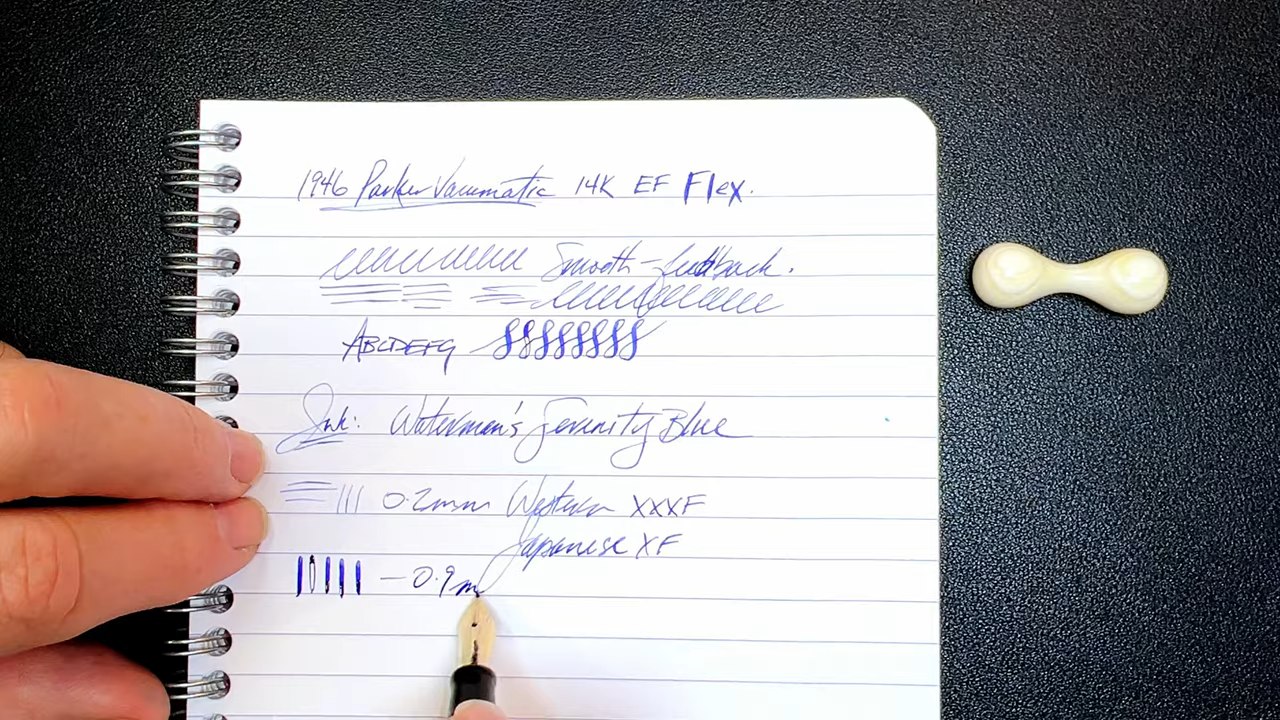 1946 Parker Vacumatic 14K EF Flex.
Smooth - feedback.
ABCDEFG
Ink: Waterman's Serenity Blue
0.2mm Western XXXF
Japanese XF
— 0.9 m